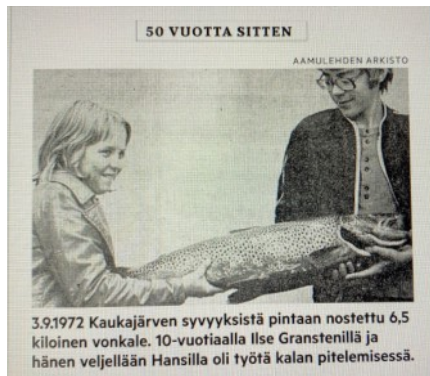 50 VUOTTA SITTEN
AAMULEHDEN ARKISTO
3.9.1972 Kaukajärven syvyyksistä pintaan nostettu 6,5
kiloinen vonkale. 10-vuotiaalla Ilse Granstenillä ja
hänen veljellään Hansilla oli työtä kalan pitelemisessä.